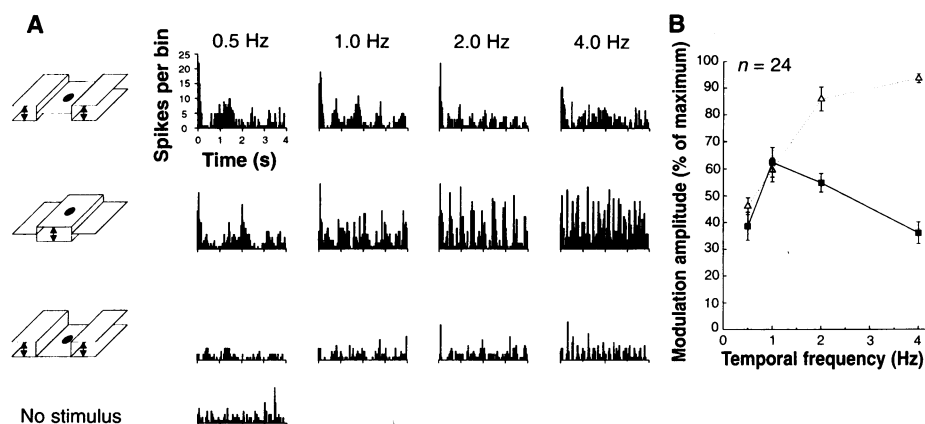 A
B
0.5 Hz
1.0 Hz
2.0 Hz
4.0 Hz
Spikes per bin
25
20
15
10
5
0
0 1 2 3 4
Time (s)
No stimulus
n = 24
Modulation amplitude (% of maximum)
100
90
80
70
60
50
40
30
20
10
0
0 1 2 3 4
Temporal frequency (Hz)